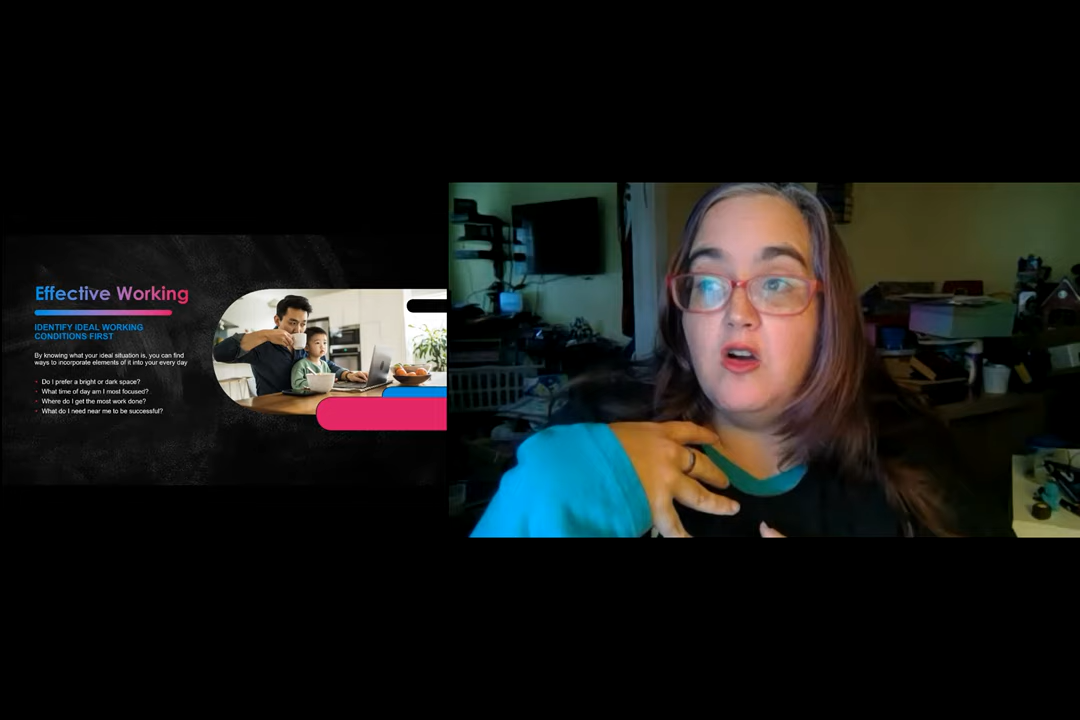 Effective Working
IDENTIFY IDEAL WORKING
CONDITIONS FIRST
By knowing what your ideal situation is, you can find
ways to incorporate elements of it into your every day
Do I prefer a bright or dark space?
What time of day am I most focused?
Where do I get the most work done?
What do I need near me to be successful?